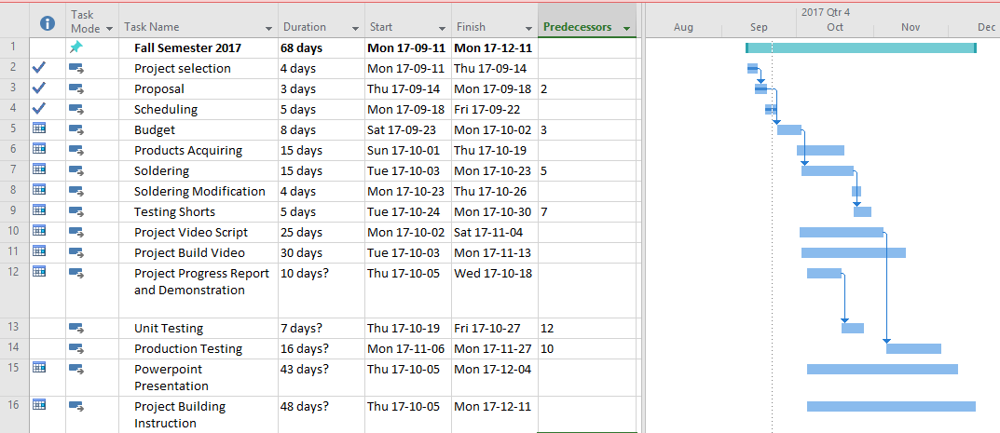 Task
Mode Task Name Duration Start Finish Predecessors
2017 Qtr 4
Aug Sep Oct Nov Dec
1 Fall Semester 2017 68 days Mon 17-09-11 Mon 17-12-11
2 Project selection 4 days Mon 17-09-11 Thu 17-09-14
3 Proposal 3 days Thu 17-09-14 Mon 17-09-18 2
4 Scheduling 5 days Mon 17-09-18 Fri 17-09-22
5 Budget 8 days Sat 17-09-23 Mon 17-10-02 3
6 Products Acquiring 15 days Sun 17-10-01 Thu 17-10-19
7 Soldering 15 days Tue 17-10-03 Mon 17-10-23 5
8 Soldering Modification 4 days Mon 17-10-23 Thu 17-10-26
9 Testing Shorts 5 days Tue 17-10-24 Mon 17-10-30 7
10 Project Video Script 25 days Mon 17-10-02 Sat 17-11-04
11 Project Build Video 30 days Tue 17-10-03 Mon 17-11-13
12 Project Progress Report 10 days? Thu 17-10-05 Wed 17-10-18
and Demonstration
13 Unit Testing 7 days? Thu 17-10-19 Fri 17-10-27 12
14 Production Testing 16 days? Mon 17-11-06 Mon 17-11-27 10
15 Powerpoint 43 days? Thu 17-10-05 Mon 17-12-04
Presentation
16 Project Building 48 days? Thu 17-10-05 Mon 17-12-11
Instruction